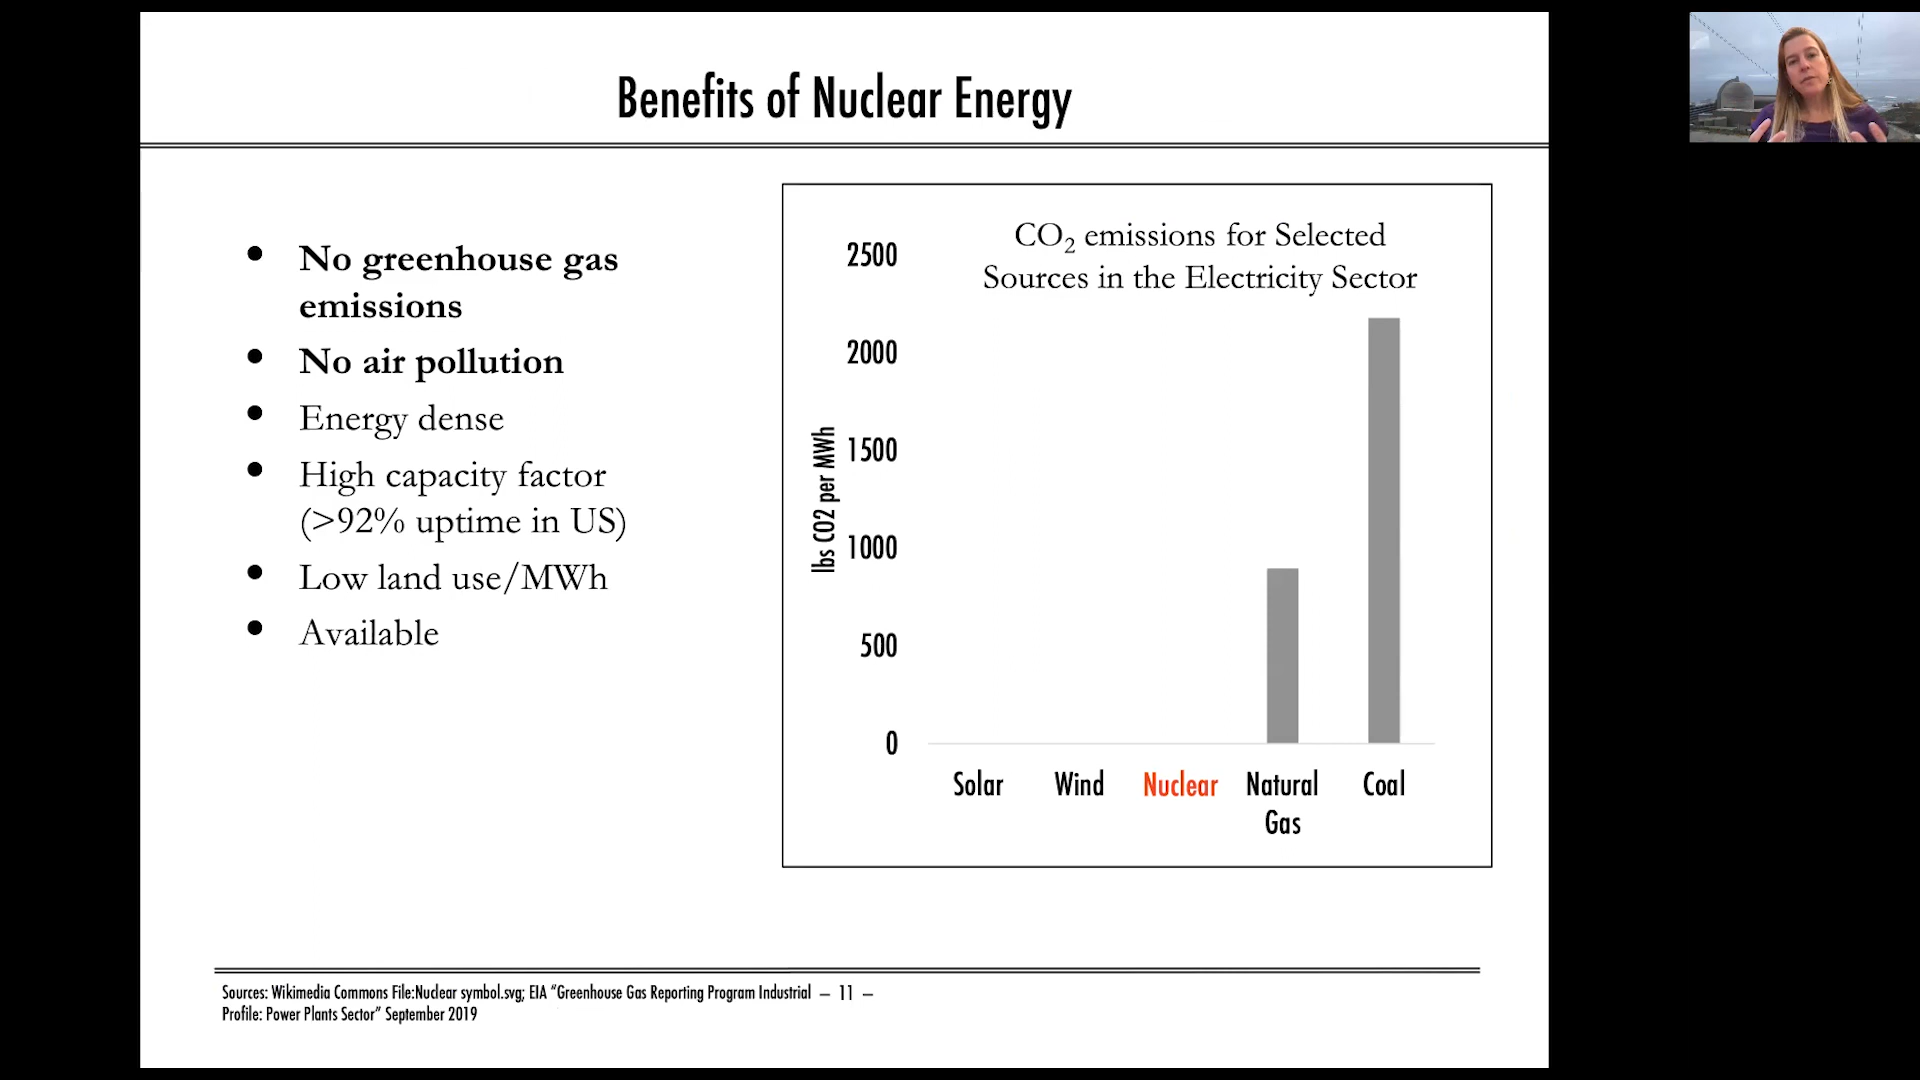 Benefits of Nuclear Energy
• No greenhouse gas
emissions
• No air pollution
• Energy dense
• High capacity factor
(>92% uptime in US)
• Low land use/MWh
• Available
CO₂ emissions for Selected
Sources in the Electricity Sector
lbs CO2 per MWh
2500
2000
1500
1000
500
0
Solar
Wind
Nuclear
Natural
Gas
Coal
Sources: Wikimedia Commons File:Nuclear symbol.svg; EIA “Greenhouse Gas Reporting Program Industrial
Profile: Power Plants Sector” September 2019
– 11 –